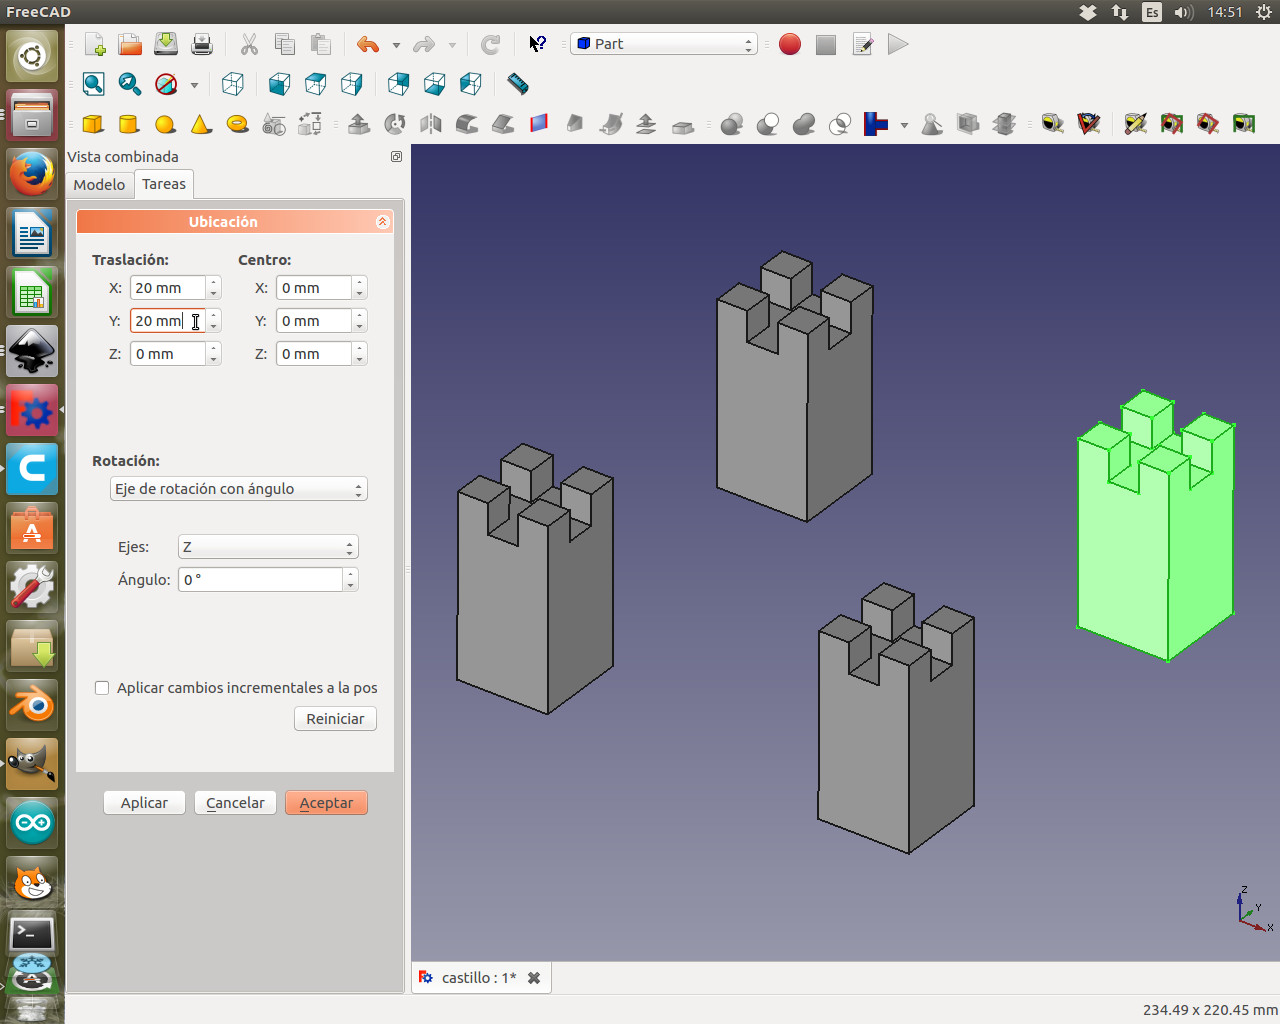 FreeCAD
Es
14:51
Part
Vista combinada
Modelo
Tareas
Ubicación
Traslación:
Centro:
X: 20 mm
X: 0 mm
Y: 20 mm
Y: 0 mm
Z: 0 mm
Z: 0 mm
Rotación:
Eje de rotación con ángulo
Ejes: Z
Ángulo: 0 °
Aplicar cambios incrementales a la pos
Reiniciar
Aplicar
Cancelar
Aceptar
Z
Y
X
castillo : 1*
234.49 x 220.45 mm